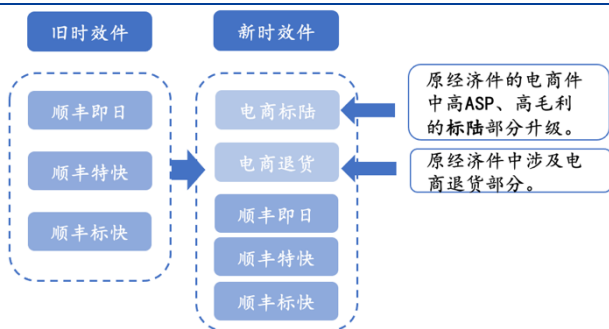 旧时效件
新时效件
顺丰即日
顺丰特快
顺丰标快
电商标陆
电商退货
顺丰即日
顺丰特快
顺丰标快
原经济件的电商件
中高ASP、高毛利
的标陆部分升级。
原经济件中涉及电
商退货部分。